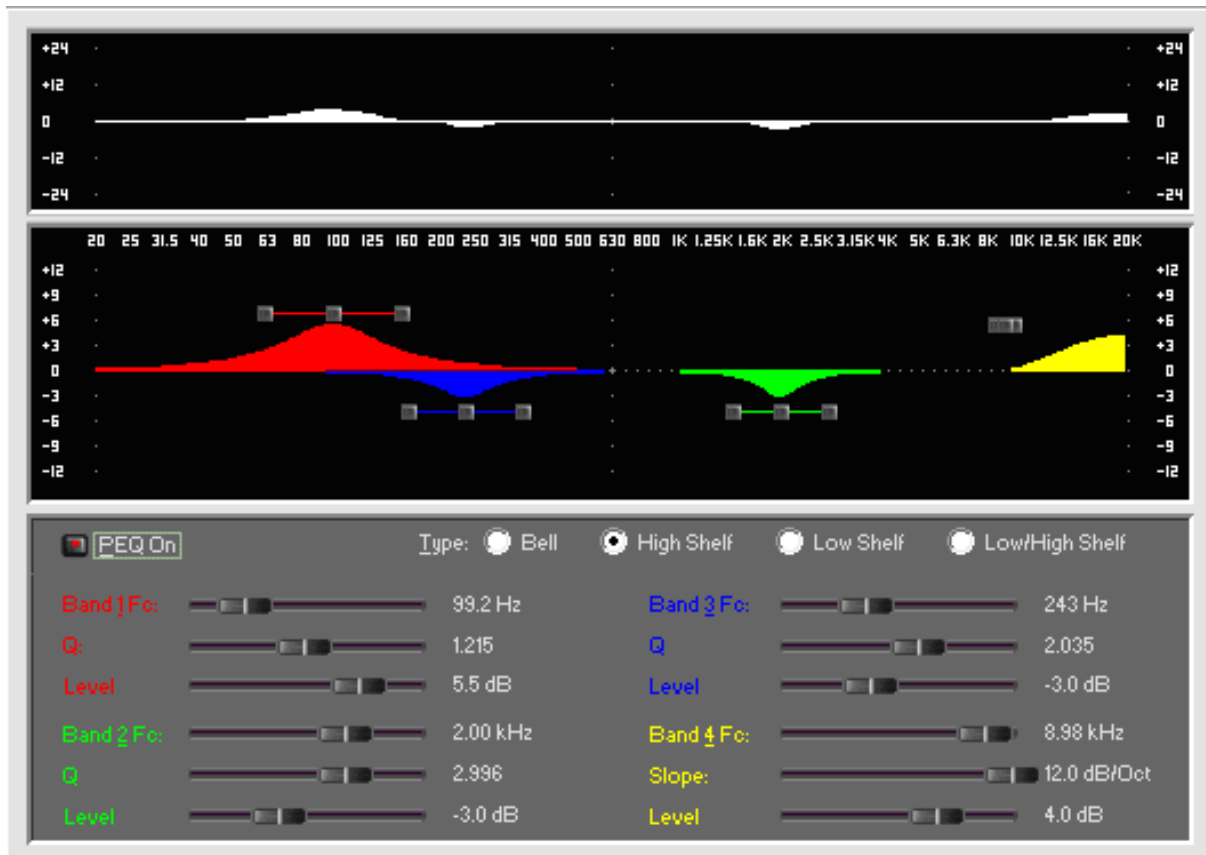 +24 +24
+12 +12
0 0
-12 -12
-24 -24
20 25 31.5 40 50 63 80 100 125 160 200 250 315 400 500 630 800 1K 1.25K 1.6K 2K 2.5K 3.15K 4K 5K 6.3K 8K 10K 12.5K 16K 20K
+12 +12
+9 +9
+6 +6
+3 +3
0 0
-3 -3
-6 -6
-9 -9
-12 -12
PEQ On Type: Bell High Shelf Low Shelf Low/High Shelf
Band 1 Fc: 99.2 Hz Band 3 Fc: 243 Hz
Q: 1.215 Q 2.035
Level 5.5 dB Level -3.0 dB
Band 2 Fc: 2.00 kHz Band 4 Fc: 8.98 kHz
Q 2.996 Slope: 12.0 dB/Oct
Level -3.0 dB Level 4.0 dB